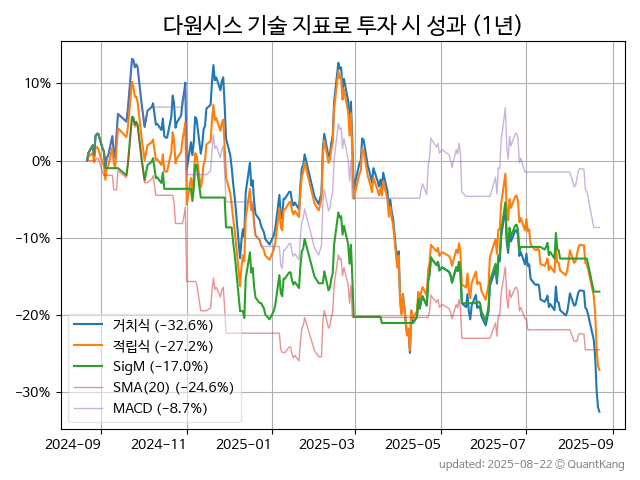 다원시스 기술 지표로 투자 시 성과 (1년)
10%
0%
−10%
−20%
−30%
거치식 (−32.6%)
적립식 (−27.2%)
SigM (−17.0%)
SMA(20) (−24.6%)
MACD (−8.7%)
2024-09
2024-11
2025-01
2025-03
2025-05
2025-07
2025-09
updated: 2025-08-22 © QuantKang